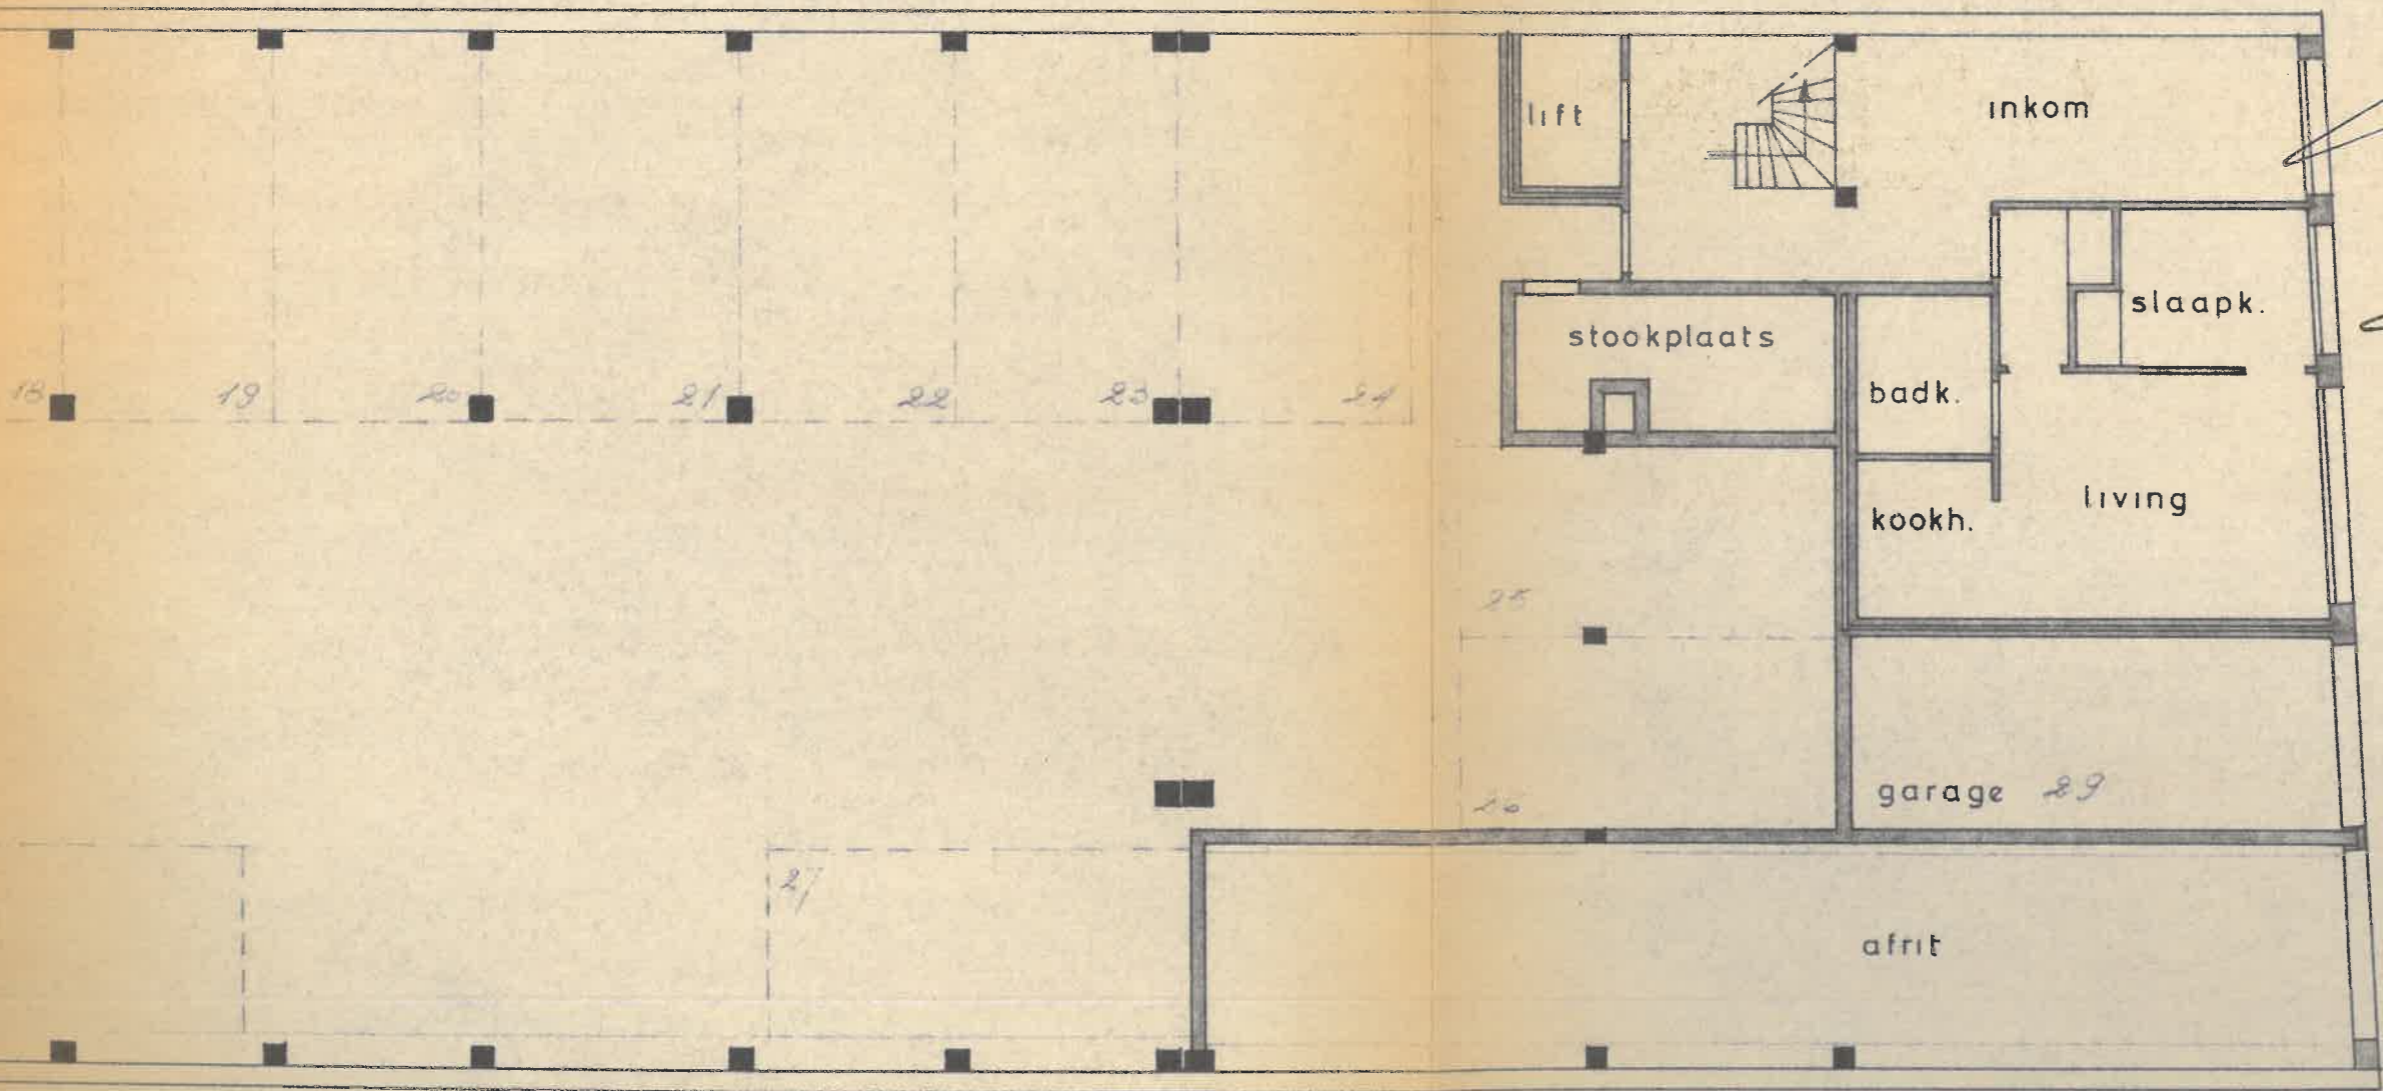 lift
inkom
slaapk.
stookplaats
badk.
18 19 20 21 22 23 24
living
kookh.
25
garage 29
26
27
afrit